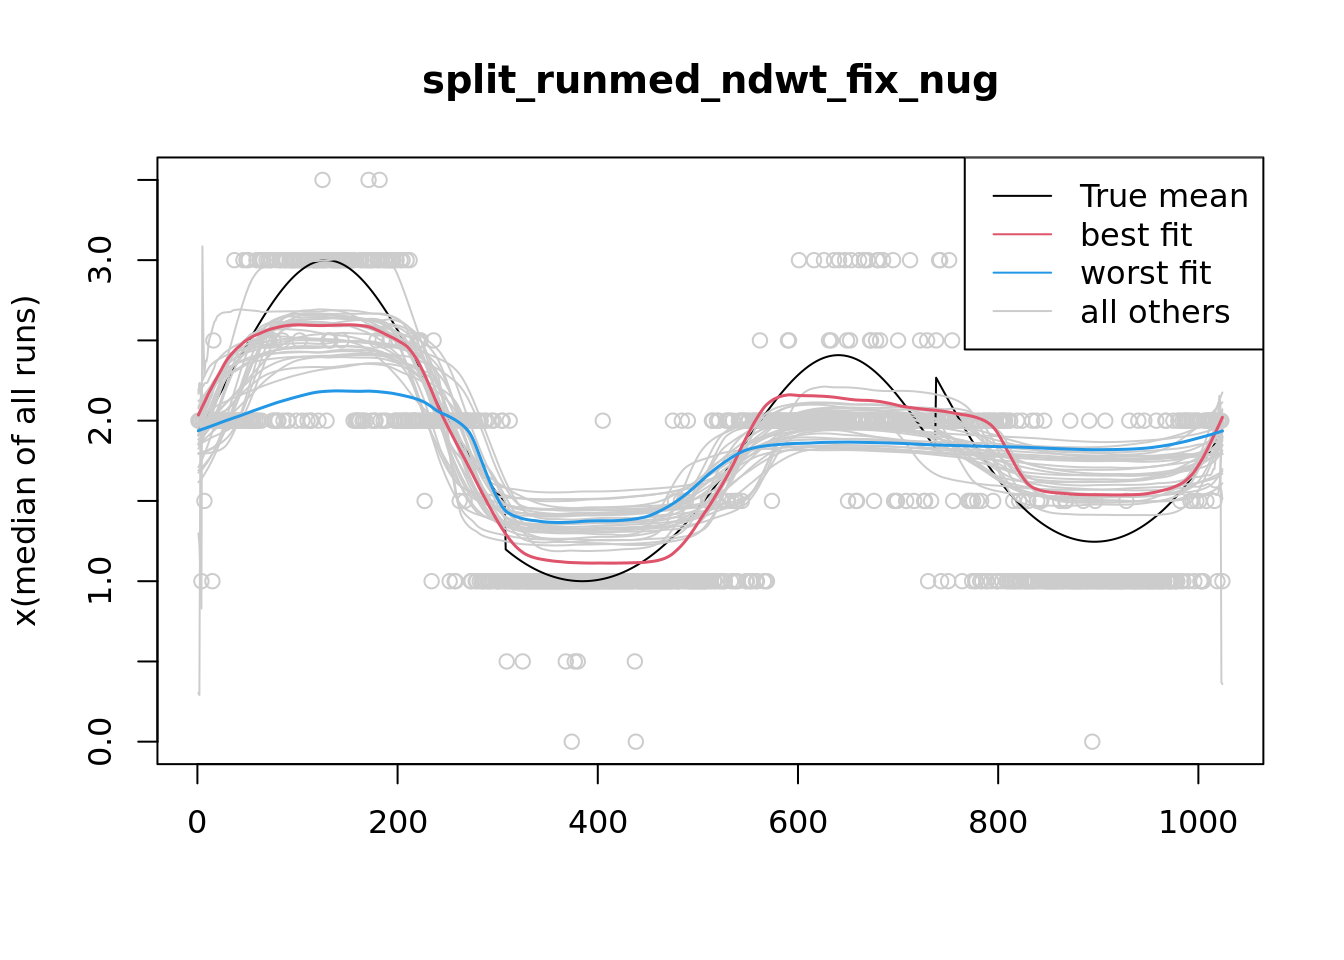 split_runmed_ndwt_fix_nug
True mean
best fit
worst fit
all others
x(median of all runs)
3.0
2.0
1.0
0.0
0 200 400 600 800 1000